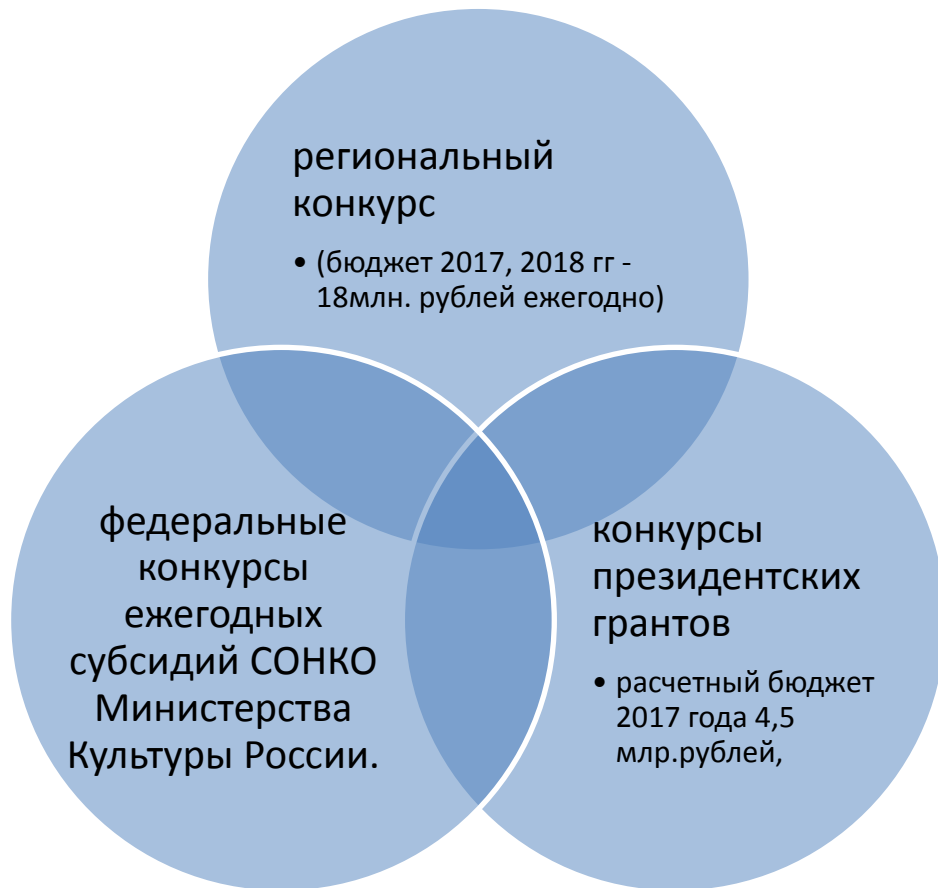 региональный
конкурс
• (бюджет 2017, 2018 гг -
18млн. рублей ежегодно)
федеральные
конкурсы
ежегодных
субсидий СОНКО
Министерства
Культуры России.
конкурсы
президентских
грантов
• расчетный бюджет
2017 года 4,5
млр.рублей,